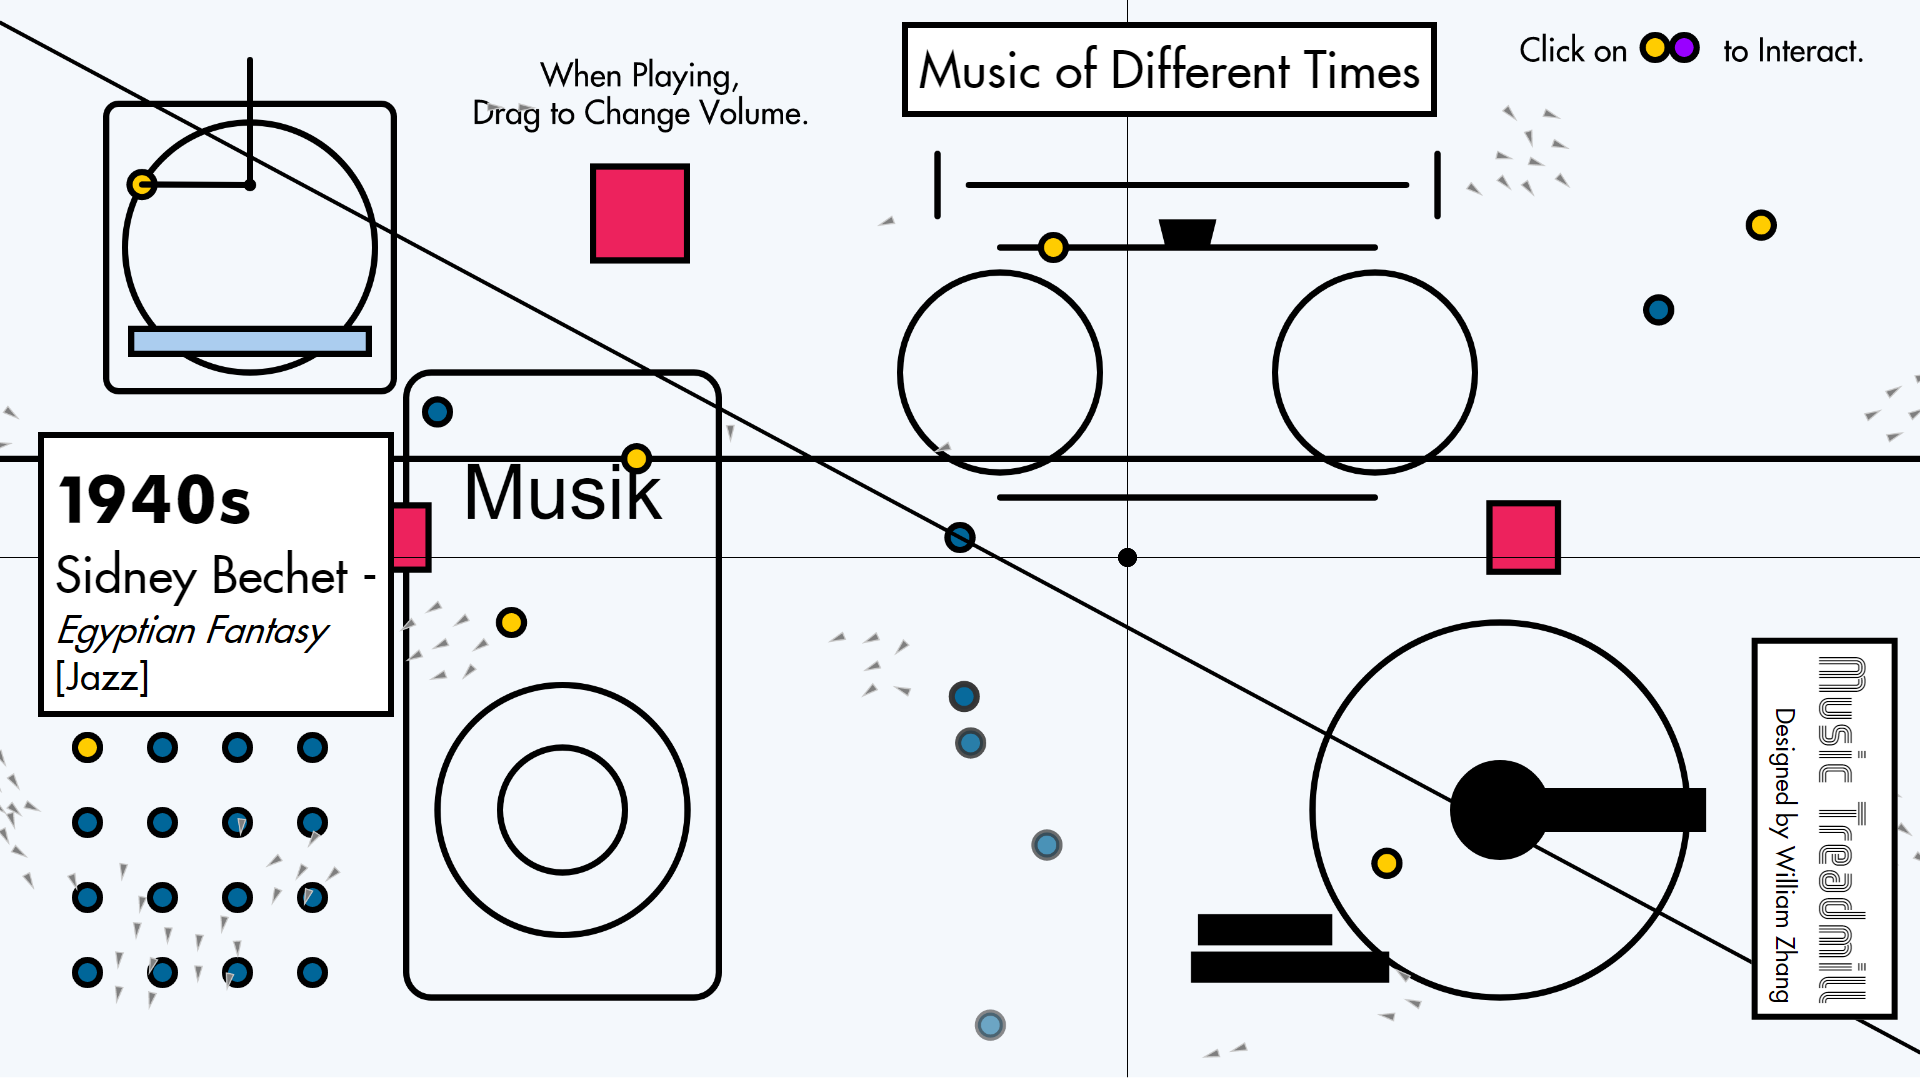 When Playing,
Drag to Change Volume.
Music of Different Times
Click on
to Interact.
Musik
1940s
Sidney Bechet -
Egyptian Fantasy
[Jazz]
Music Treadmill
Designed by William Zhang